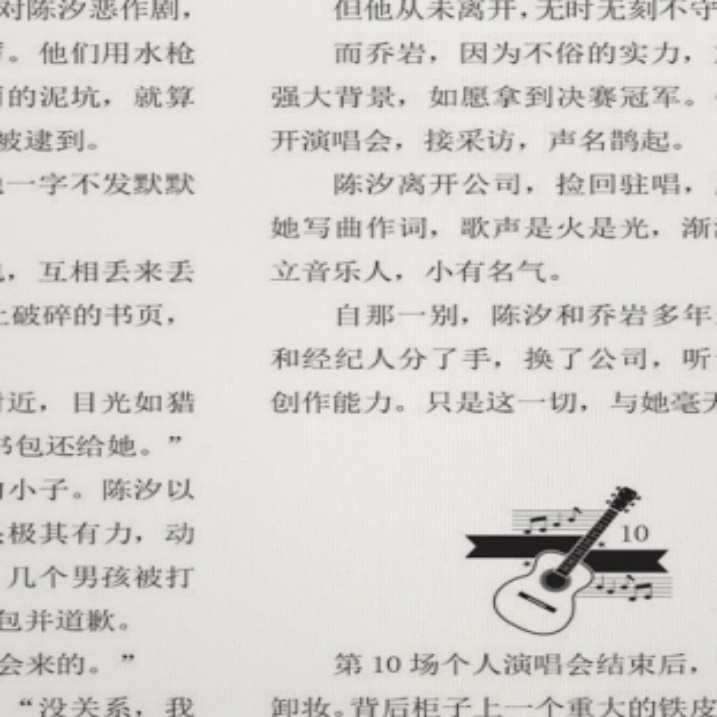 对陈汐恶作剧，
。他们用水枪
的泥坑，就算
被逮到。
一字不发默默
，互相丢来丢
上破碎的书页，
近，目光如猎
书包还给她。”
小子。陈汐以
极其有力，动
几个男孩被打
包并道歉。
会来的。”
“没关系，我
但他从未离开，无时无刻不守
而乔岩，因为不俗的实力，
强大背景，如愿拿到决赛冠军。
开演唱会，接采访，声名鹊起。
陈汐离开公司，捡回驻唱，
她写曲作词，歌声是火是光，渐
立音乐人，小有名气。
自那一别，陈汐和乔岩多年
和经纪人分了手，换了公司，听
创作能力。只是这一切，与她毫无
10
第 10 场个人演唱会结束后，
卸妆。背后柜子上一个重大的铁皮